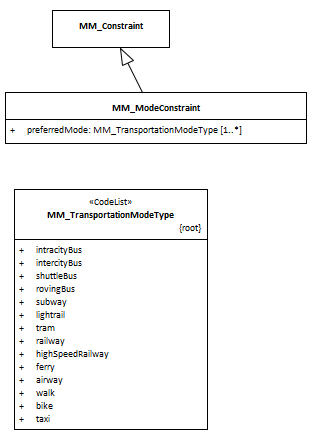 MM_Constraint
MM_ModeConstraint
+ preferredMode: MM_TransportationModeType [1..*]
«CodeList»
MM_TransportationModeType
{root}
+ intracityBus
+ intercityBus
+ shuttleBus
+ rovingBus
+ subway
+ lightrail
+ tram
+ railway
+ highSpeedRailway
+ ferry
+ airway
+ walk
+ bike
+ taxi